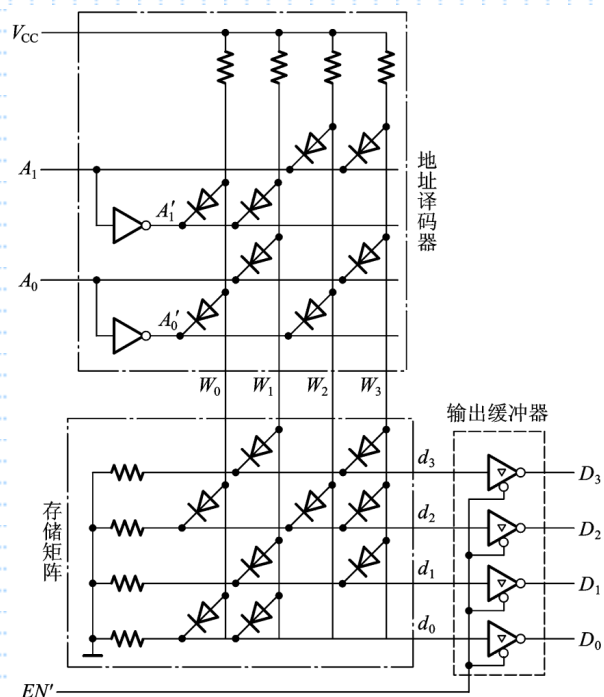 V_CC
A_1
A_1'
A_0
A_0'
地址译码器
W_0 W_1 W_2 W_3
输出缓冲器
存储矩阵
d_3 D_3
d_2 D_2
d_1 D_1
d_0 D_0
EN'